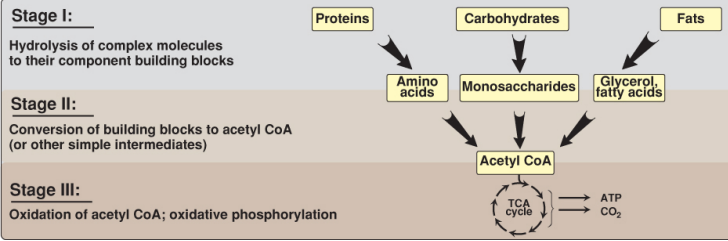 Stage I:
Proteins
Carbohydrates
Fats
Hydrolysis of complex molecules
to their component building blocks
Amino
acids
Monosaccharides
Glycerol,
fatty acids
Stage II:
Conversion of building blocks to acetyl CoA
(or other simple intermediates)
Acetyl CoA
Stage III:
Oxidation of acetyl CoA; oxidative phosphorylation
TCA
cycle
ATP
CO₂